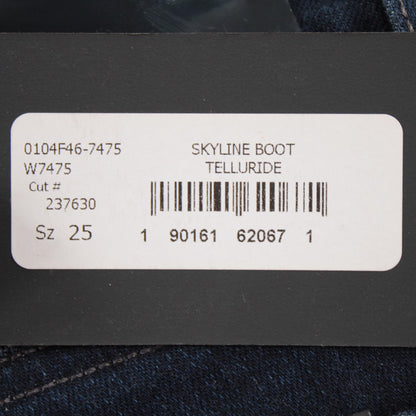 0104F46-7475
W7475
Cut #
237630
Sz 25
SKYLINE BOOT
TELLURIDE
1 90161 62067 1